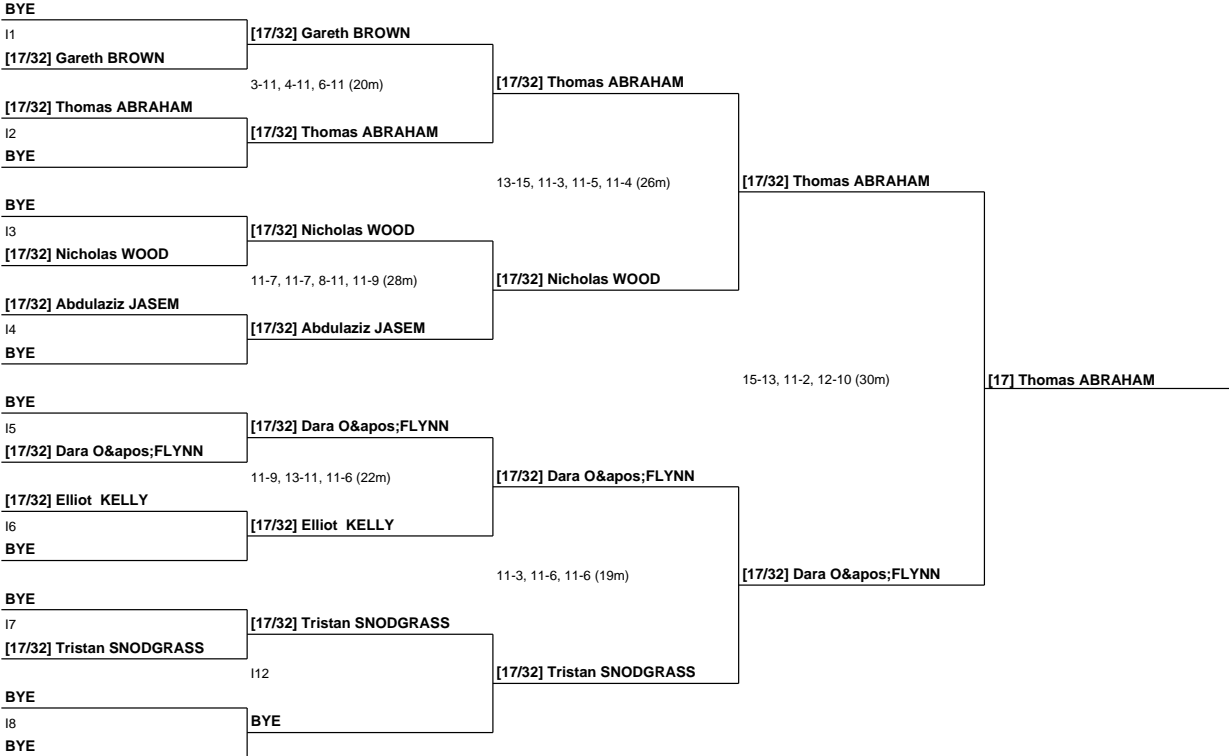 BYE
I1
[17/32] Gareth BROWN
[17/32] Gareth BROWN
3-11, 4-11, 6-11 (20m)
[17/32] Thomas ABRAHAM
[17/32] Thomas ABRAHAM
I2
[17/32] Thomas ABRAHAM
BYE
13-15, 11-3, 11-5, 11-4 (26m)
[17/32] Thomas ABRAHAM
BYE
I3
[17/32] Nicholas WOOD
[17/32] Nicholas WOOD
11-7, 11-7, 8-11, 11-9 (28m)
[17/32] Nicholas WOOD
[17/32] Abdulaziz JASEM
I4
[17/32] Abdulaziz JASEM
BYE
15-13, 11-2, 12-10 (30m)
[17] Thomas ABRAHAM
BYE
I5
[17/32] Dara O&apos;FLYNN
[17/32] Dara O&apos;FLYNN
11-9, 13-11, 11-6 (22m)
[17/32] Dara O&apos;FLYNN
[17/32] Elliot  KELLY
I6
[17/32] Elliot  KELLY
BYE
11-3, 11-6, 11-6 (19m)
[17/32] Dara O&apos;FLYNN
BYE
I7
[17/32] Tristan SNODGRASS
[17/32] Tristan SNODGRASS
I12
[17/32] Tristan SNODGRASS
BYE
I8
BYE
BYE